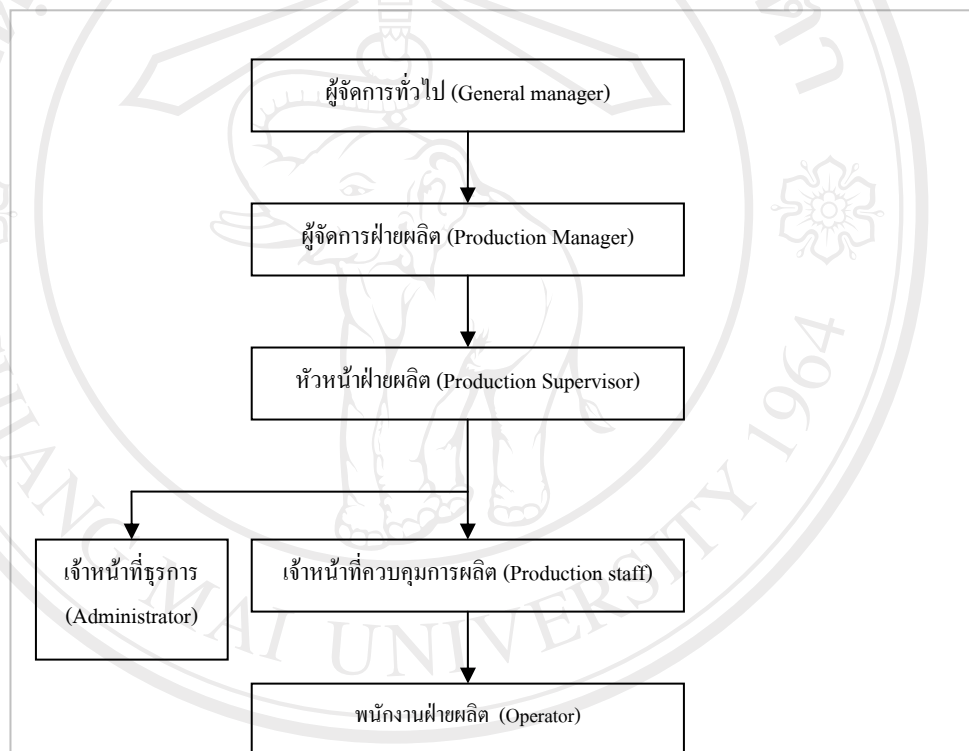 ผู้จัดการทั่วไป (General manager)
ผู้จัดการฝ่ายผลิต (Production Manager)
หัวหน้าฝ่ายผลิต (Production Supervisor)
เจ้าหน้าที่ธุรการ
(Administrator)
เจ้าหน้าที่ควบคุมการผลิต (Production staff)
พนักงานฝ่ายผลิต (Operator)
MAI UNIVERSITY 1964